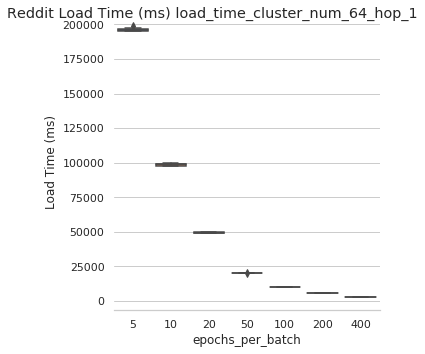 Reddit Load Time (ms) load_time_cluster_num_64_hop_1
200000
175000
150000
125000
100000
75000
50000
25000
0
Load Time (ms)
5 10 20 50 100 200 400
epochs_per_batch